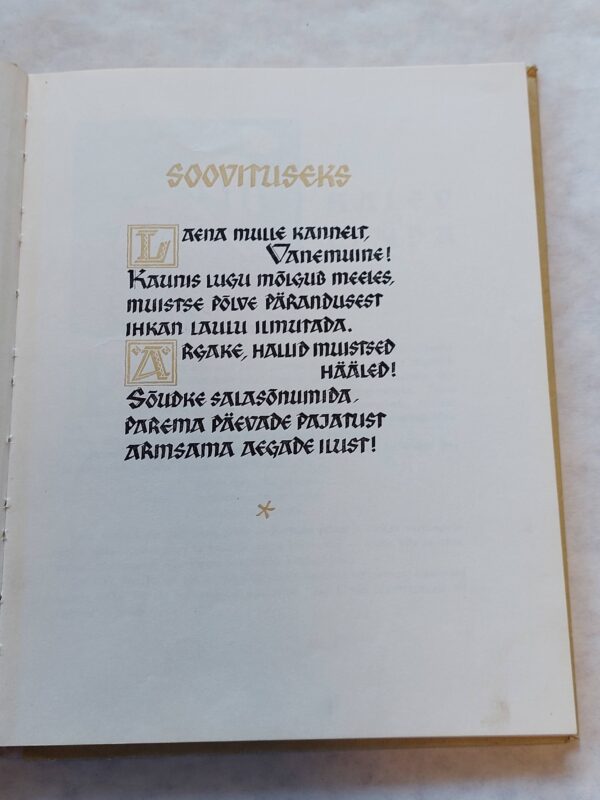 SOOVITUSEKS
LAENA MULLE KANNELT,
VANEMUINE!
KAUNIS LUGU MÕLGUB MEELES,
MUISTSE PÕLVE PÄRANDUSEST
IHKAN LAULU ILMUTADA.
ÄRGAKE, HALLID MUISTSED
HÄÄLED!
SÕUDKE SALASÕNUMIDA,
PAREMA PÄEVADE PAJATUST
ARMSAMA AEGADE ILUST!